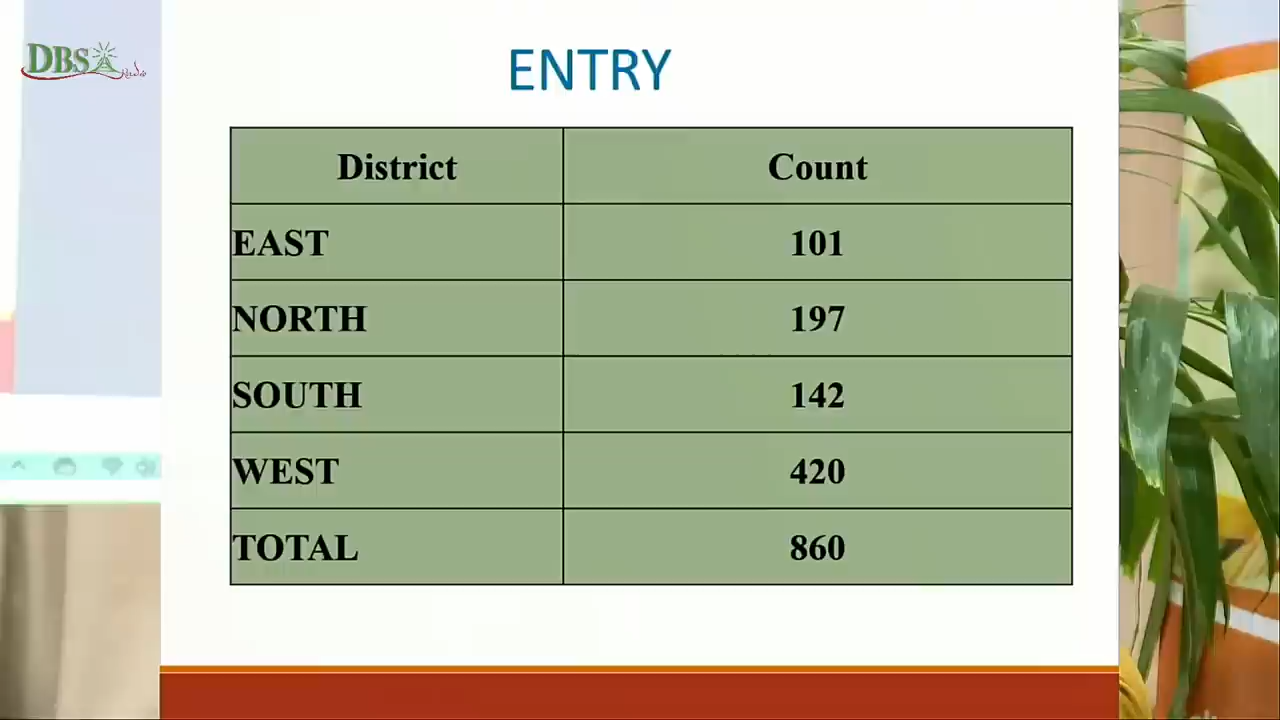 DBS
ENTRY
District Count
EAST 101
NORTH 197
SOUTH 142
WEST 420
TOTAL 860